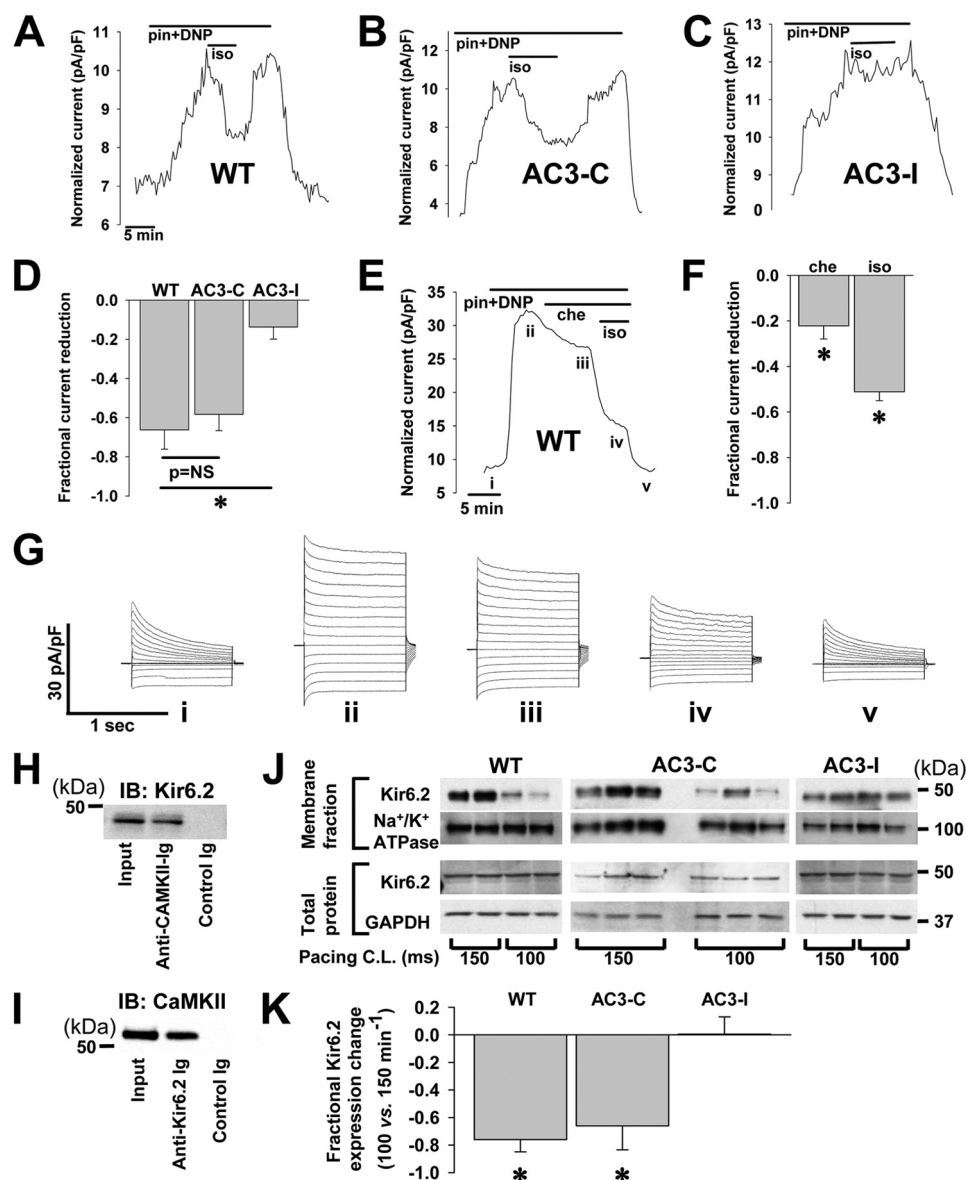 A
Normalized current (pA/pF)
11
10
9
8
7
6
pin+DNP
iso
WT
5 min
B
Normalized current (pA/pF)
12
10
8
6
4
pin+DNP
iso
AC3-C
C
Normalized current (pA/pF)
13
12
11
10
9
0
pin+DNP
iso
AC3-I
D
Fractional current reduction
0.0
-0.2
-0.4
-0.6
-0.8
-1.0
WT AC3-C AC3-I
p=NS
*
E
Normalized current (pA/pF)
35
30
25
20
15
10
5
pin+DNP
che
iso
i
ii
iii
iv
v
WT
5 min
F
Fractional current reduction
che iso
0.0
-0.2
-0.4
-0.6
-0.8
-1.0
*
*
G
30 pA/pF
1 sec
i
ii
iii
iv
v
H
(kDa)
IB: Kir6.2
50
Input
Anti-CAMKII-Ig
Control Ig
I
IB: CaMKII
(kDa)
50
Input
Anti-Kir6.2 Ig
Control Ig
J
WT AC3-C AC3-I (kDa)
Membrane fraction
Kir6.2
50
Na+/K+
ATPase
100
Total protein
Kir6.2
50
GAPDH
37
Pacing C.L. (ms) 150 100 150 100 150 100
K
Fractional Kir6.2
expression change
(100 vs. 150 min-1)
WT AC3-C AC3-I
0.2
0.0
-0.2
-0.4
-0.6
-0.8
-1.0
*
*